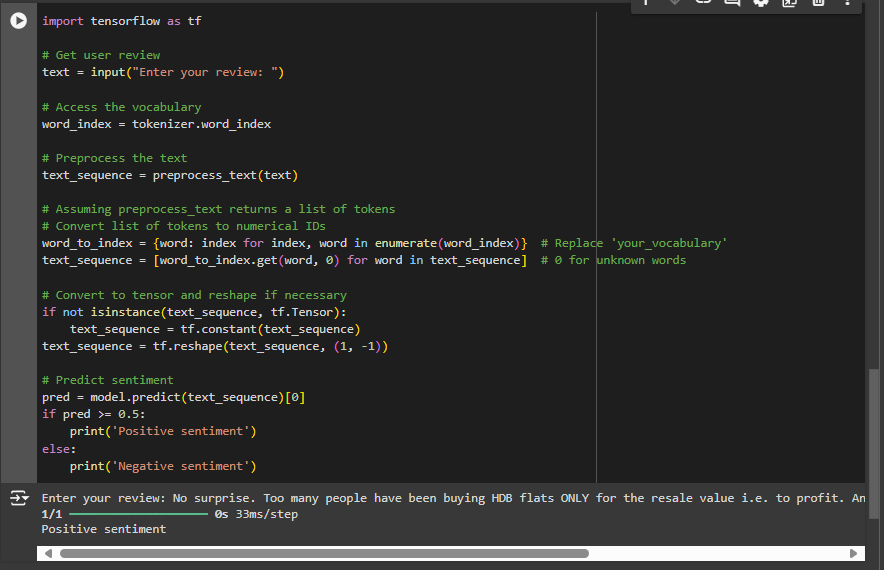 import tensorflow as tf
# Get user review
text = input("Enter your review: ")
# Access the vocabulary
word_index = tokenizer.word_index
# Preprocess the text
text_sequence = preprocess_text(text)
# Assuming preprocess_text returns a list of tokens
# Convert list of tokens to numerical IDs
word_to_index = {word: index for index, word in enumerate(word_index)}  # Replace 'your_vocabulary'
text_sequence = [word_to_index.get(word, 0) for word in text_sequence]  # 0 for unknown words
# Convert to tensor and reshape if necessary
if not isinstance(text_sequence, tf.Tensor):
    text_sequence = tf.constant(text_sequence)
text_sequence = tf.reshape(text_sequence, (1, -1))
# Predict sentiment
pred = model.predict(text_sequence)[0]
if pred >= 0.5:
    print('Positive sentiment')
else:
    print('Negative sentiment')
Enter your review: No surprise. Too many people have been buying HDB flats ONLY for the resale value i.e. to profit. An
1/1 0s 33ms/step
Positive sentiment